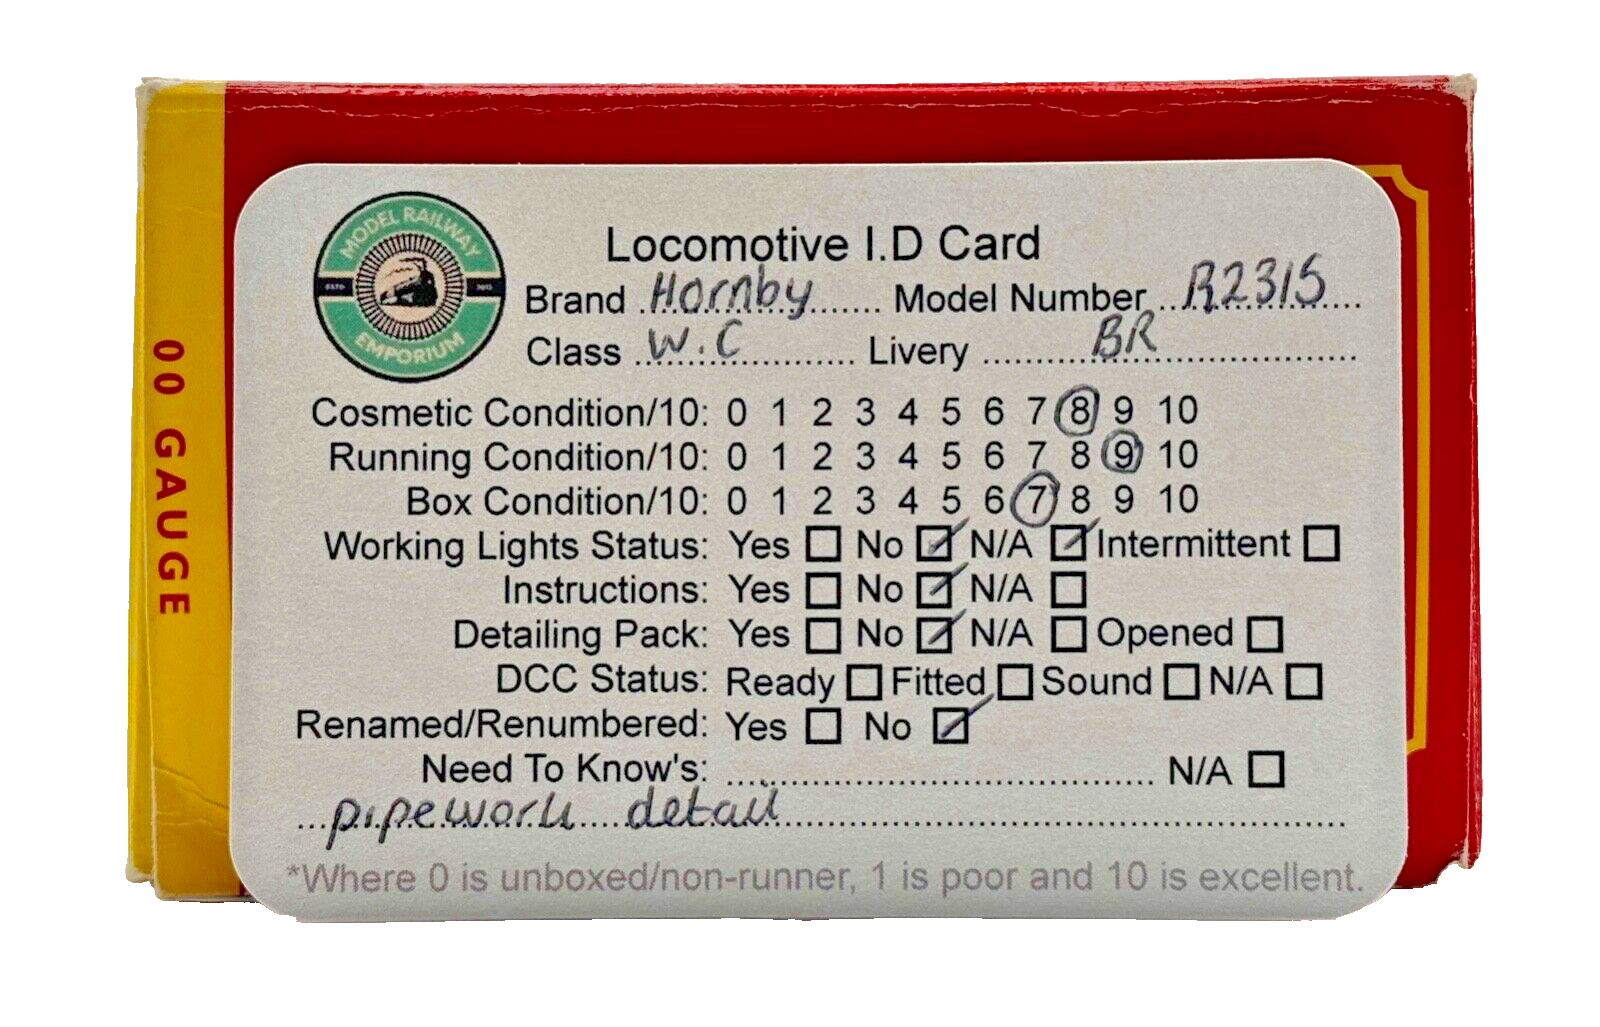 OO GAUGE
MODEL RAILWAY
EMPORIUM
Locomotive I.D Card
Brand Hornby Model Number R2315
Class W.C Livery BR
Cosmetic Condition/10: 0 1 2 3 4 5 6 7 8 9 10
Running Condition/10: 0 1 2 3 4 5 6 7 8 9 10
Box Condition/10: 0 1 2 3 4 5 6 7 8 9 10
Working Lights Status: Yes ☐ No ☑ N/A ☑ Intermittent ☐
Instructions: Yes ☐ No ☑ N/A ☐
Detailing Pack: Yes ☐ No ☑ N/A ☐ Opened ☐
DCC Status: Ready ☐ Fitted ☐ Sound ☐ N/A ☐
Renamed/Renumbered: Yes ☐ No ☑
Need To Know's: N/A ☐
pipework detail
*Where 0 is unboxed/non-runner, 1 is poor and 10 is excellent.